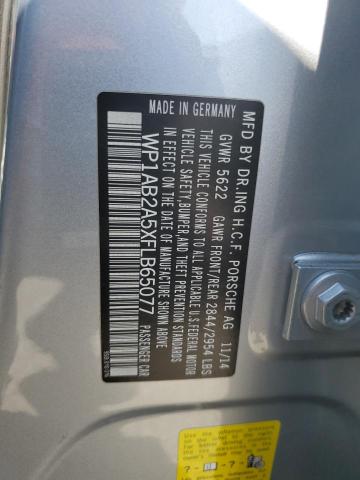 MFD BY DR.ING H.C.F. PORSCHE AG 11/14
GVWR 5622 GAWR FRONT/REAR 2844/2954 LBS
THIS VEHICLE CONFORMS TO ALL APPLICABLE U.S.FEDERAL MOTOR
VEHICLE SAFETY,BUMPER,AND THEFT PREVENTION STANDARDS
IN EFFECT ON THE DATE OF MANUFACTURE SHOWN ABOVE
WP1AB2A5XFLB65077 PASSENGER CAR
MADE IN GERMANY